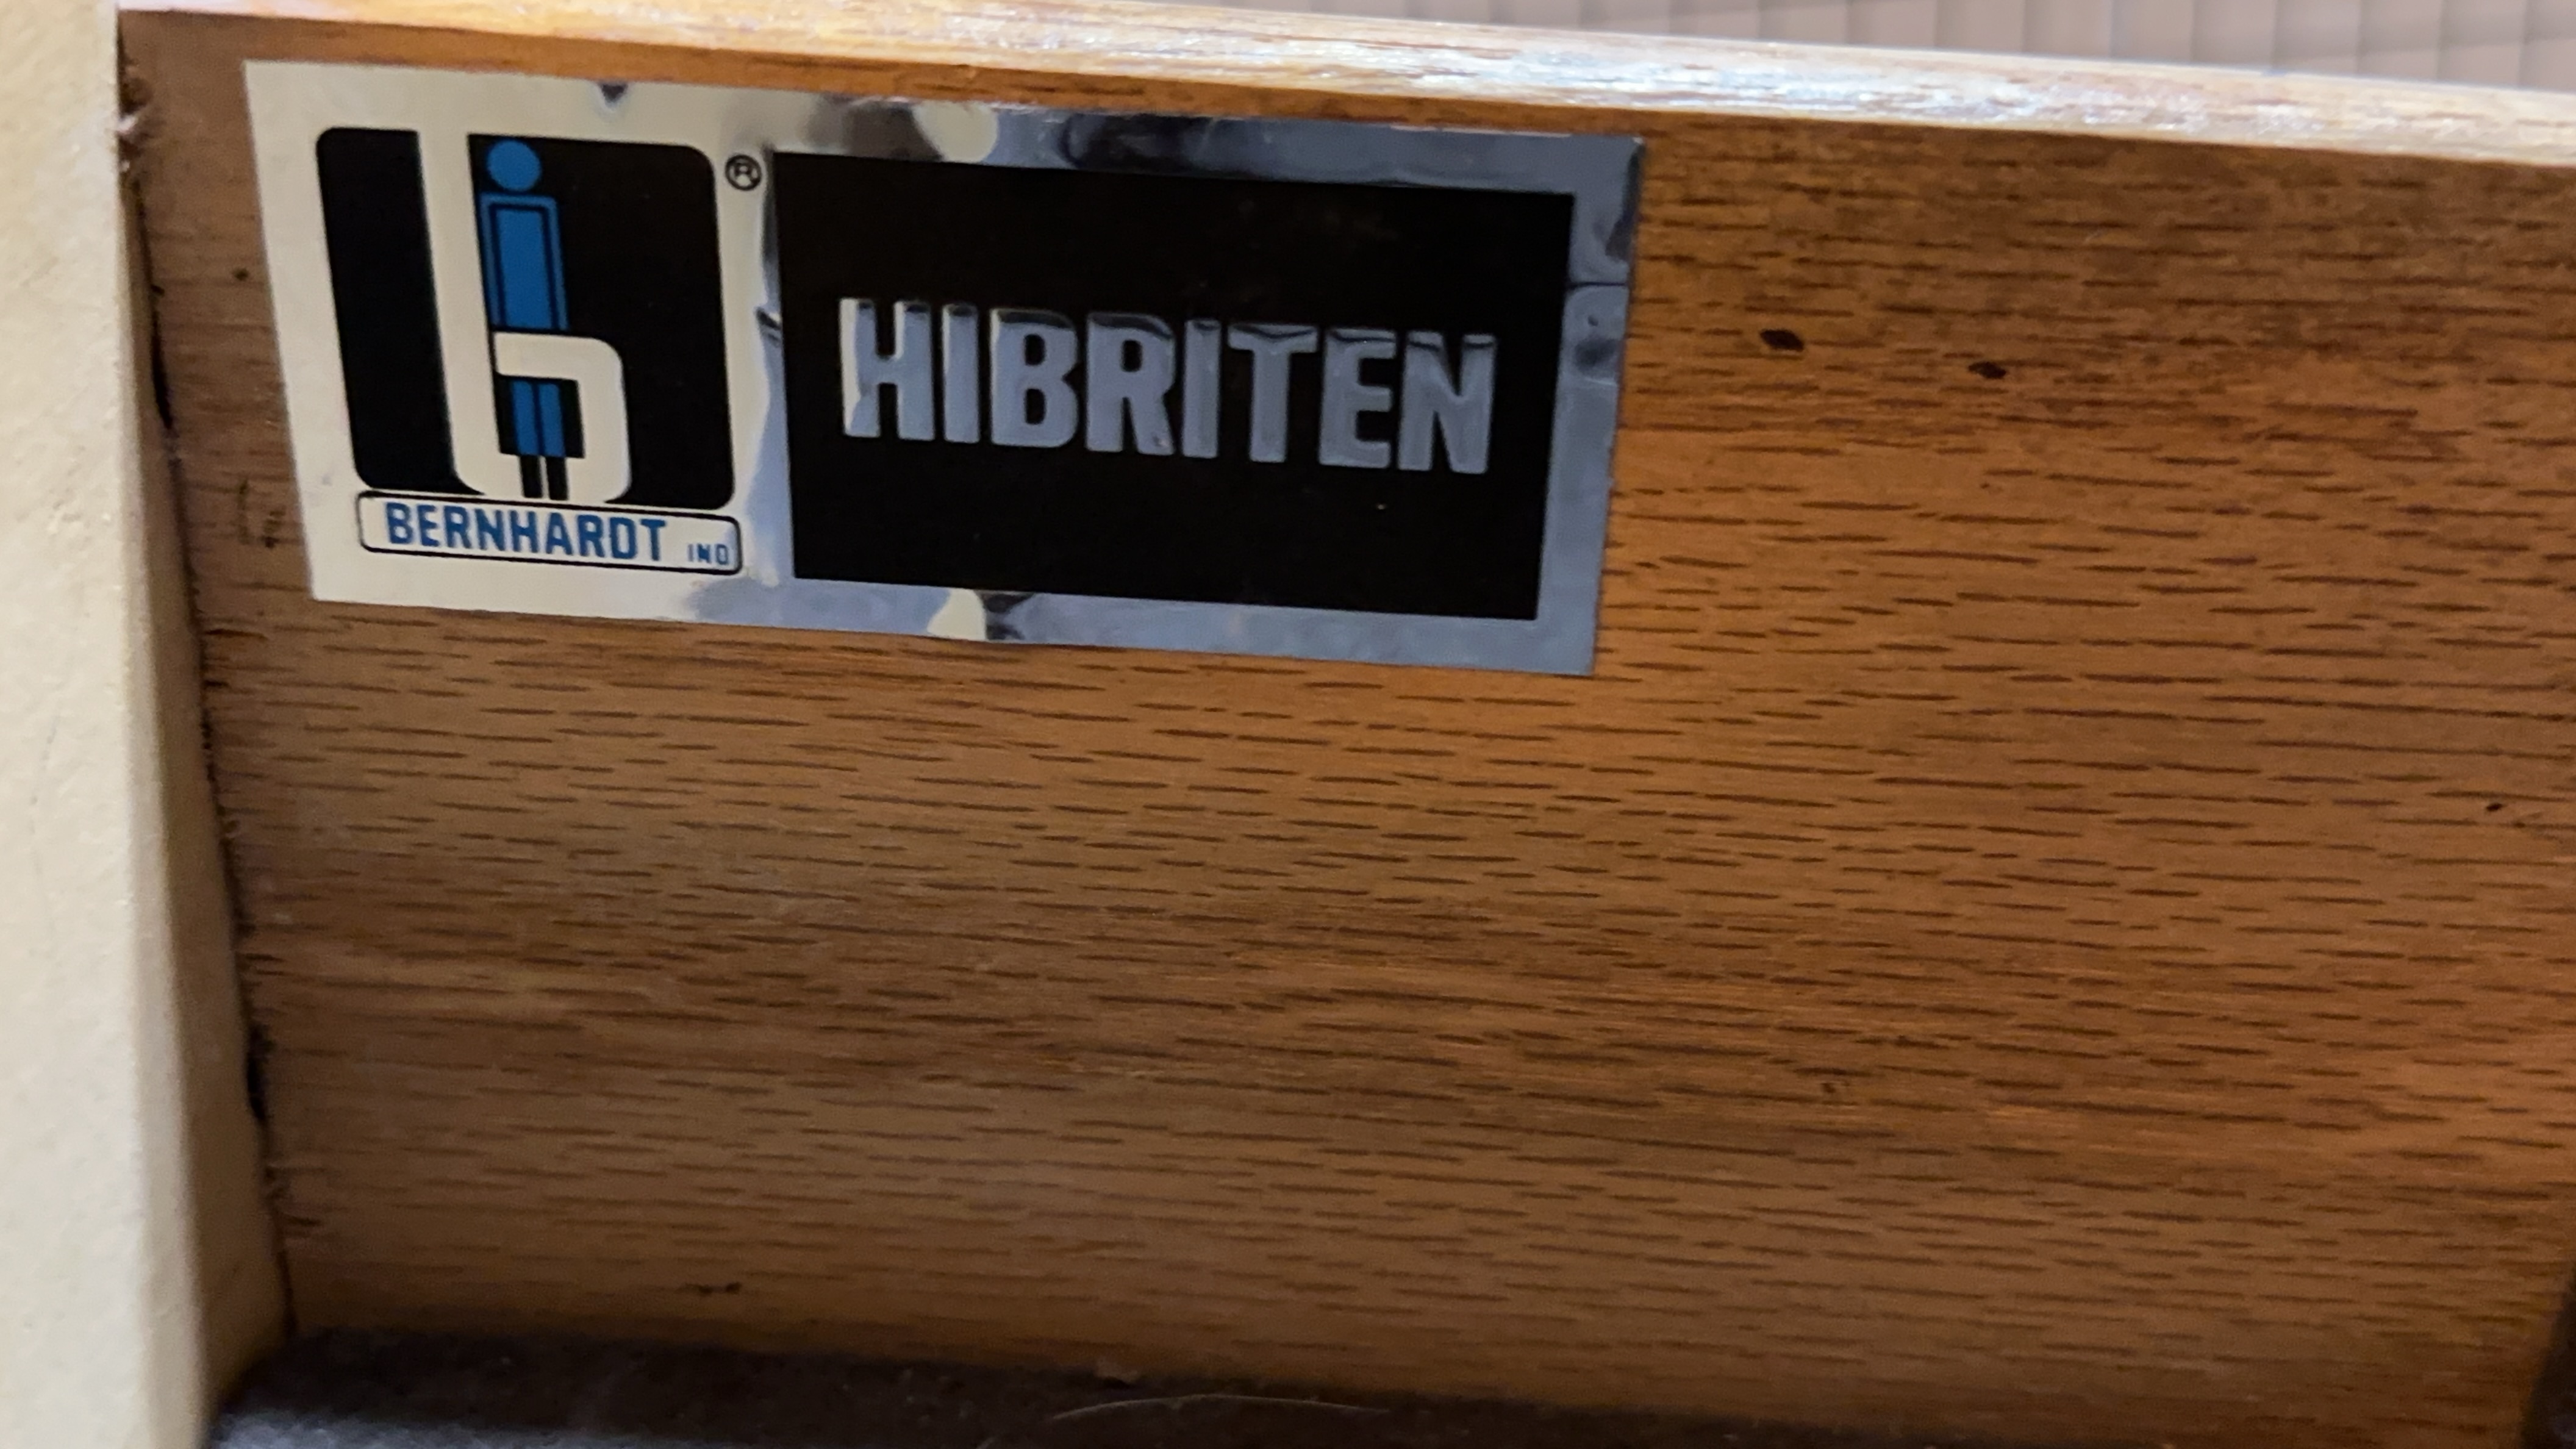 ®
HIBRITEN
BERNHARDT IND